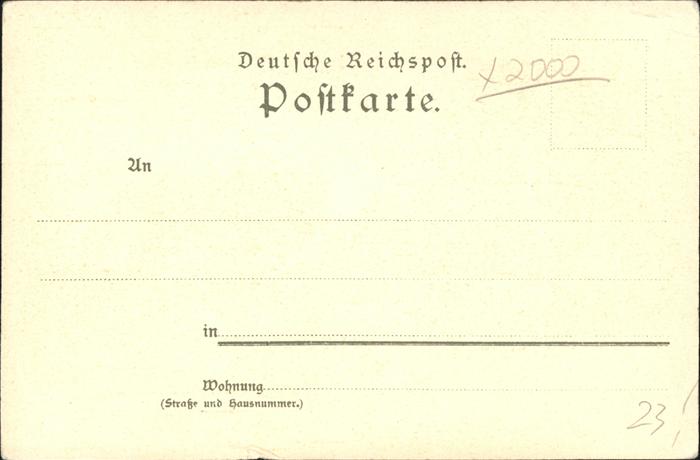 Deutsche Reichspost.
x2000
Postkarte.
An
in
Wohnung
(Straße und Hausnummer.)
23,